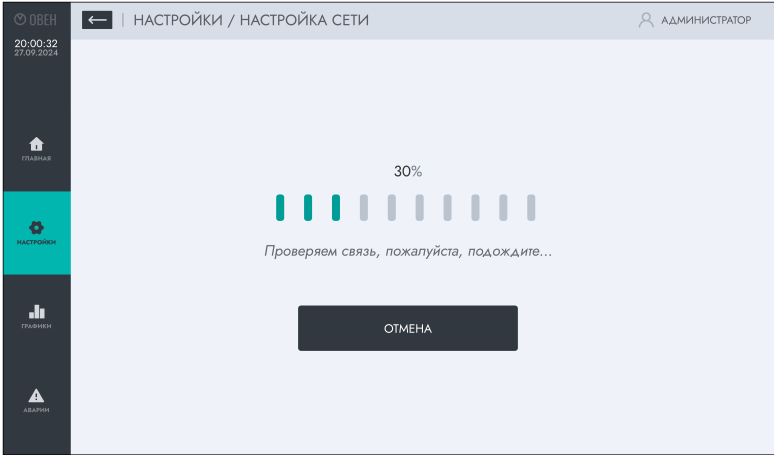 ОВЕН
НАСТРОЙКИ / НАСТРОЙКА СЕТИ
АДМИНИСТРАТОР
20:00:32
27.09.2024
ГЛАВНАЯ
30%
НАСТРОЙКИ
Проверяем связь, пожалуйста, подождите...
ГРАФИКИ
ОТМЕНА
АВАРИИ